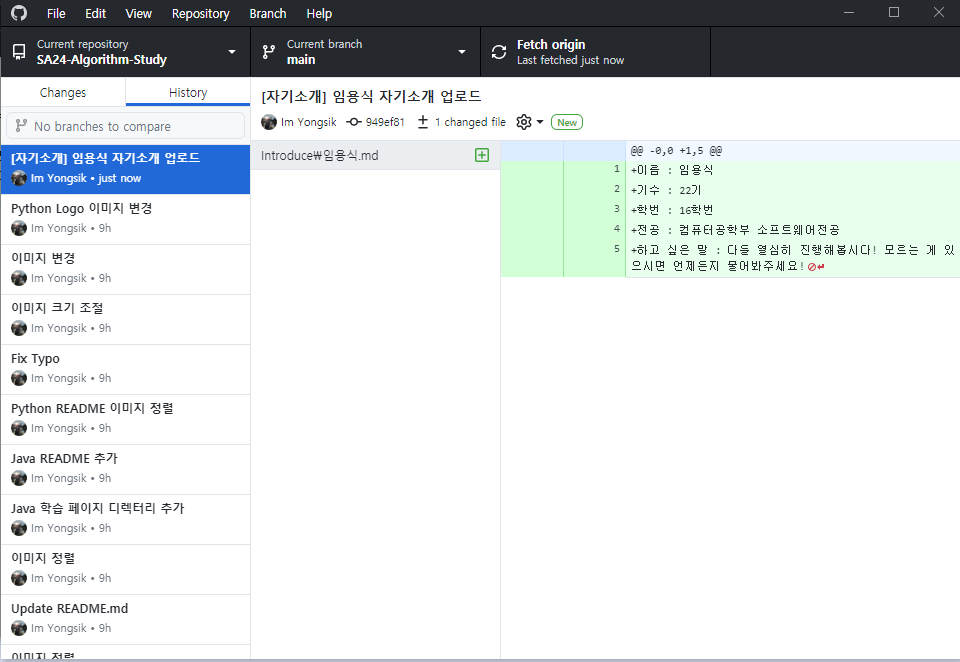 File Edit View Repository Branch Help
Current repository
SA24-Algorithm-Study
Current branch
main
Fetch origin
Last fetched just now
Changes History
No branches to compare
[자기소개] 임용식 자기소개 업로드
Im Yongsik • just now
Python Logo 이미지 변경
Im Yongsik • 9h
이미지 변경
Im Yongsik • 9h
이미지 크기 조절
Im Yongsik • 9h
Fix Typo
Im Yongsik • 9h
Python README 이미지 정렬
Im Yongsik • 9h
Java README 추가
Im Yongsik • 9h
Java 학습 페이지 디렉터리 추가
Im Yongsik • 9h
이미지 정렬
Im Yongsik • 9h
Update README.md
Im Yongsik • 9h
이미지 정렬
[자기소개] 임용식 자기소개 업로드
Im Yongsik 949ef81 1 changed file New
Introduce₩임용식.md
@@ -0,0 +1,5 @@
1 +이름 : 임용식
2 +기수 : 22기
3 +학번 : 16학번
4 +전공 : 컴퓨터공학부 소프트웨어전공
5 +하고 싶은 말 : 다들 열심히 진행해봅시다! 모르는 게 있
으시면 언제든지 물어봐주세요!